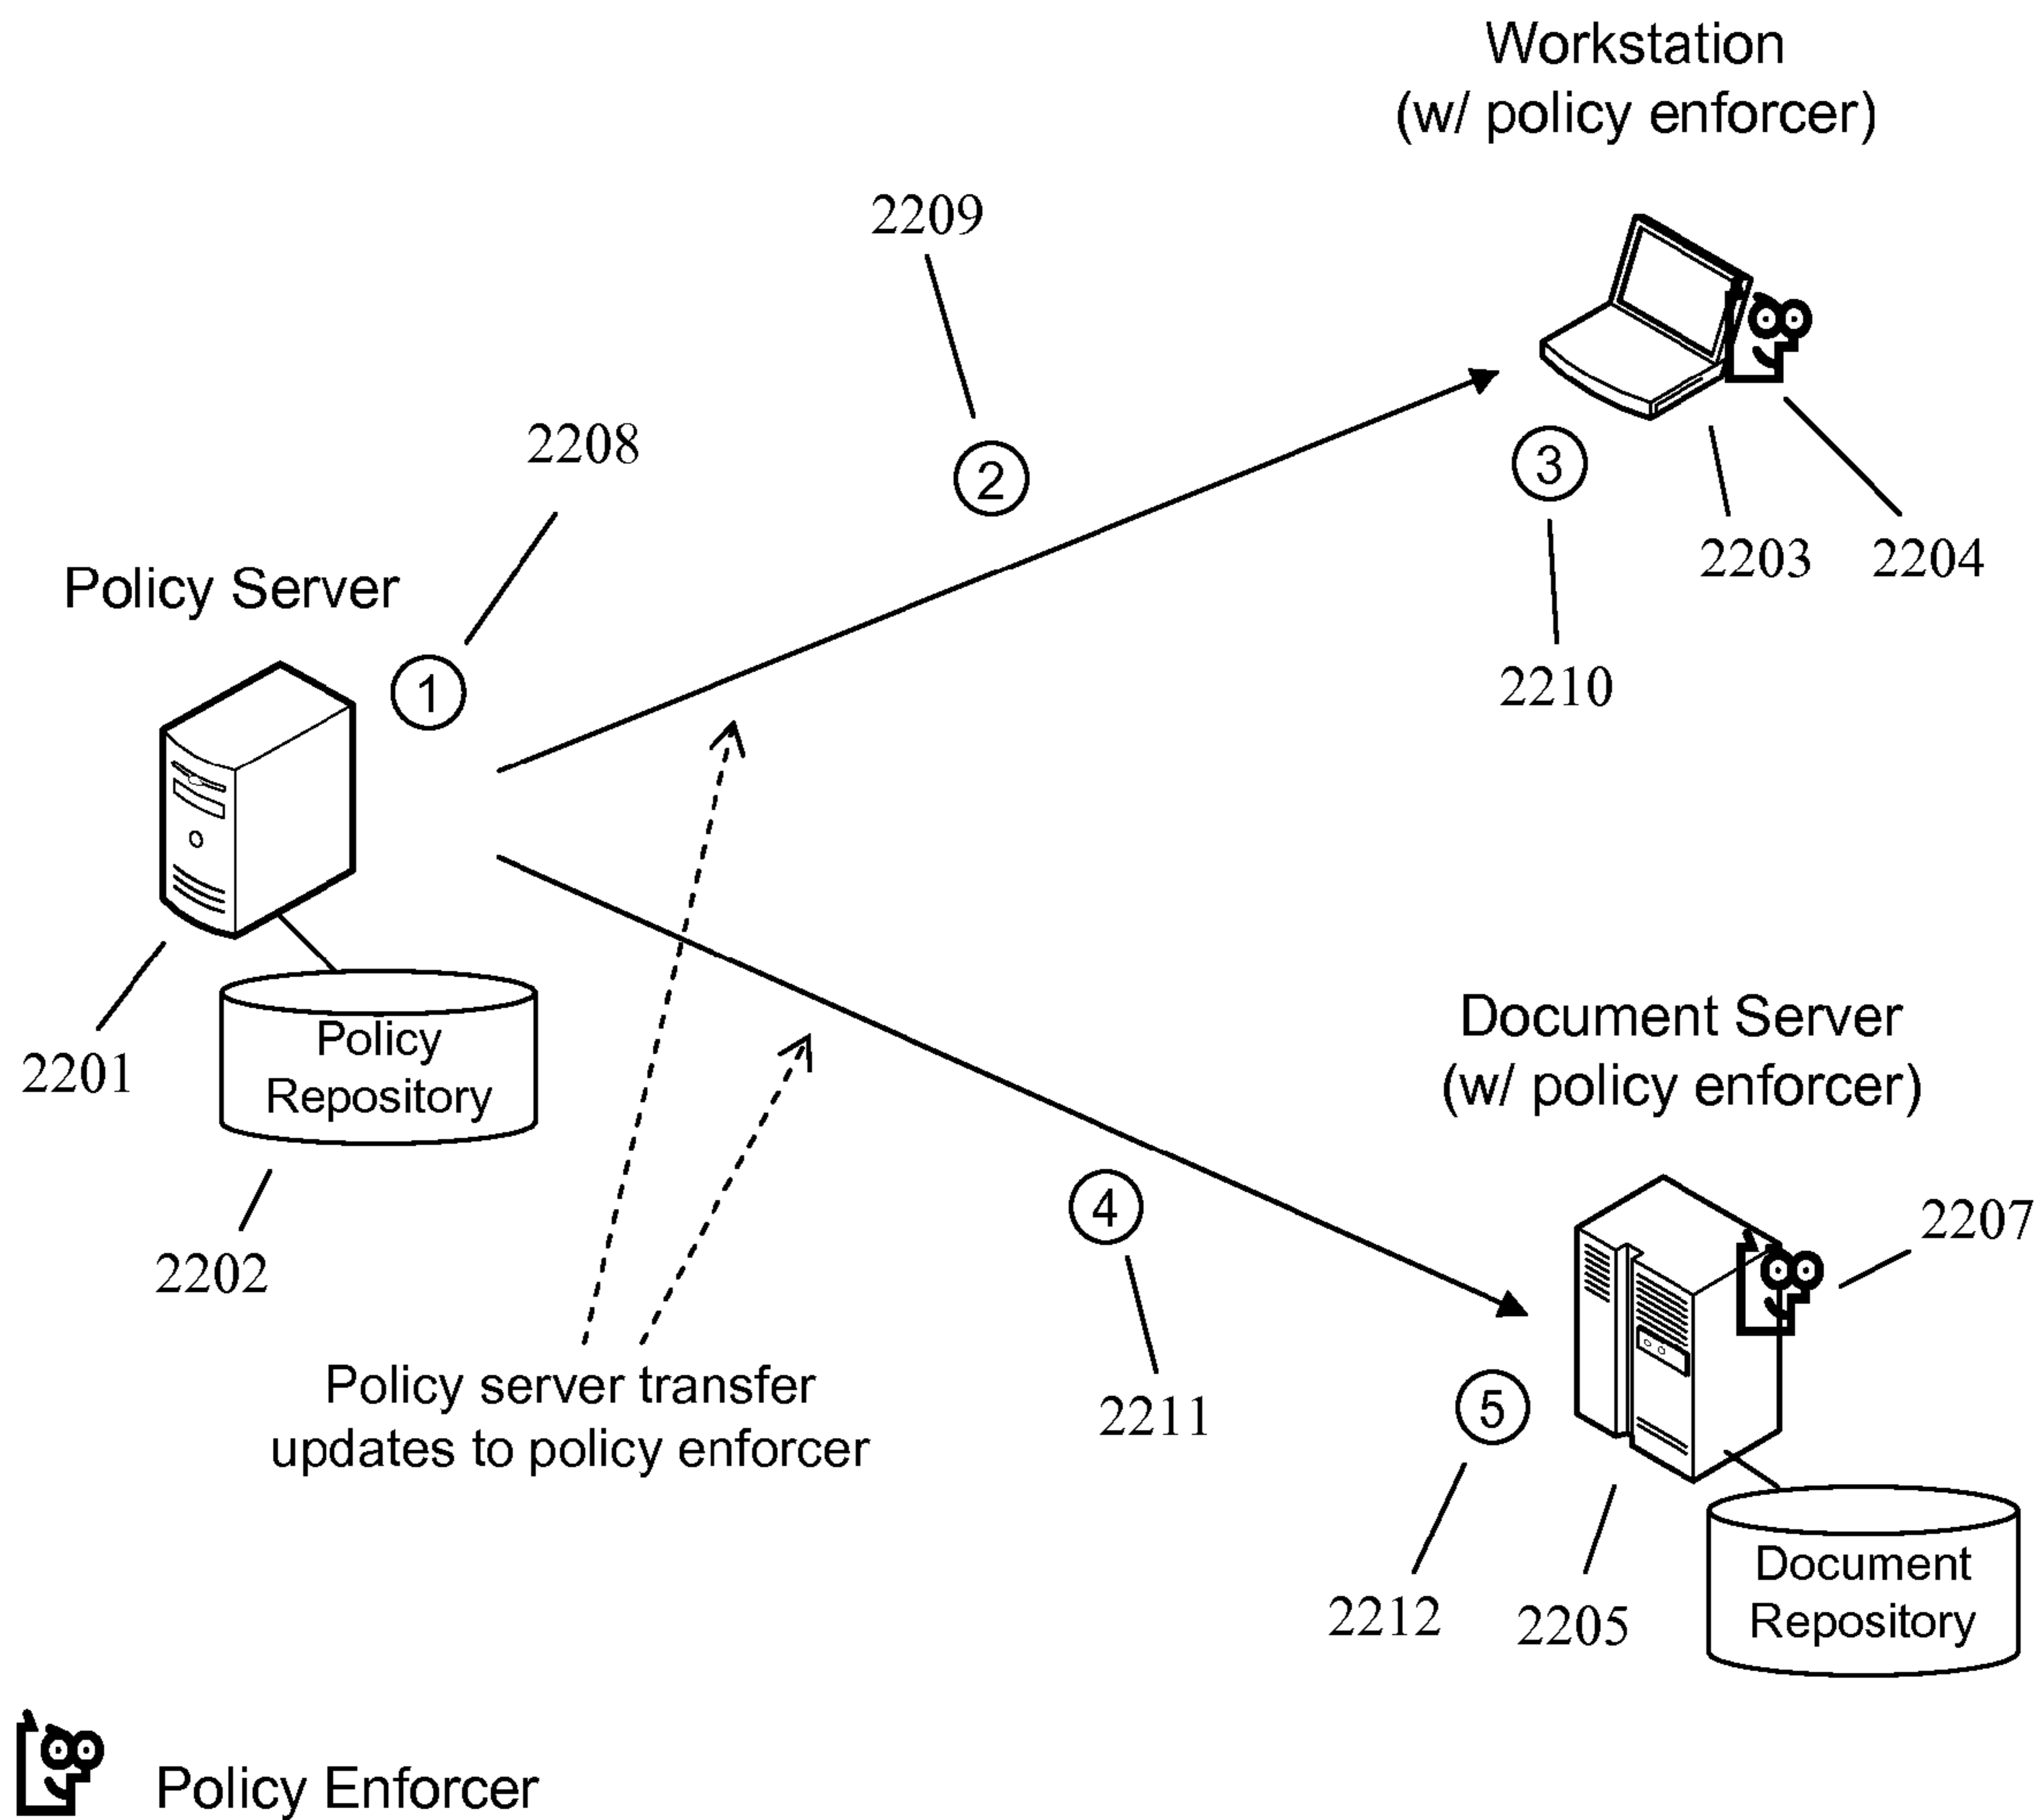 Workstation
(w/ policy enforcer)
2209
2208
2
3
2203
2204
Policy Server
1
2210
2201
Policy
Repository
2202
Document Server
(w/ policy enforcer)
4
2207
Policy server transfer
updates to policy enforcer
2211
5
2212
2205
Document
Repository
Policy Enforcer